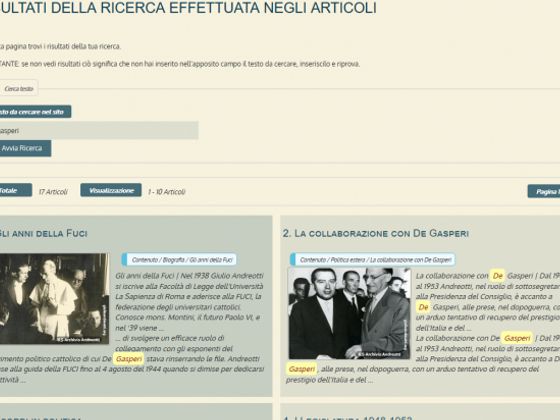 SULTATI DELLA RICERCA EFFETTUATA NEGLI ARTICOLI
ta pagina trovi i risultati della tua ricerca.
TANTE: se non vedi risultati ciò significa che non hai inserito nell'apposito campo il testo da cercare, inseriscilo e riprova.
Cerca testo
sto da cercare nel sito
asperi
Avvia Ricerca
Totale
17 Articoli
Visualizzazione
1 - 10 Articoli
Pagina
Gli anni della Fuci
Contenuto / Biografia / Gli anni della Fuci
Gli anni della Fuci | Nel 1938 Giulio Andreotti
si iscrive alla Facoltà di Legge dell'Università
La Sapienza di Roma e aderisce alla FUCI, la
federazione degli universitari cattolici.
Conosce mons. Montini, il futuro Paolo VI, e
nel '39 viene ...
... di svolgere un efficace ruolo di
collegamento con gli esponenti del
vimento politico cattolico di cui De Gasperi stava rinserrando le file. Andreotti
ase alla guida della FUCI fino al 4 agosto del 1944 quando si dimise per dedicarsi
ttività ...
IES-Archivio Andreotti
2. La collaborazione con De Gasperi
Contenuto / Politica estera / La collaborazione con De Gasperi
La collaborazione con De Gasperi | Dal 19
al 1953 Andreotti, nel ruolo di sottosegretar
alla Presidenza del Consiglio, è accanto a
De Gasperi, alle prese, nel dopoguerra, co
un arduo tentativo di recupero del prestigio
dell'Italia e del ...
La collaborazione con De Gasperi | Dal 19
al 1953 Andreotti, nel ruolo di sottosegretar
alla Presidenza del Consiglio, è accanto a De
Gasperi, alle prese, nel dopoguerra, con un arduo tentativo di recupero del
prestigio dell'Italia e del ...
IES-Archivio Andreotti